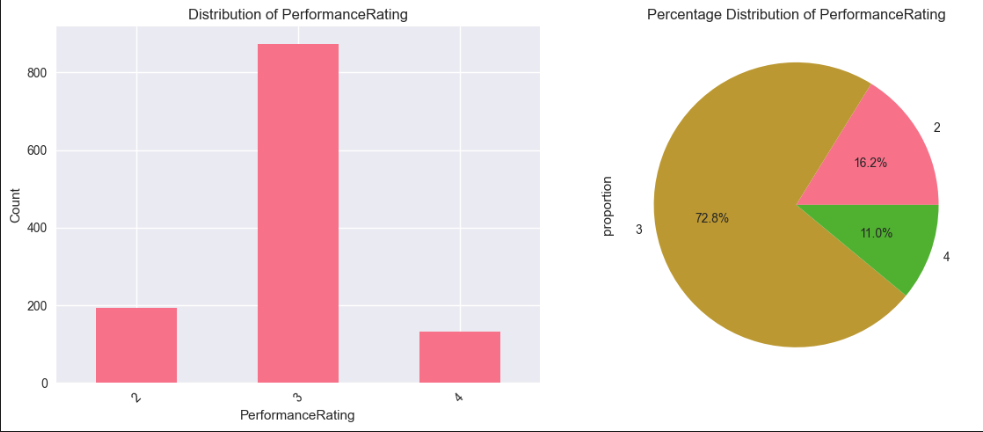 Distribution of PerformanceRating
800
600
400
200
0
Count
2
3
4
PerformanceRating
Percentage Distribution of PerformanceRating
proportion
2
16.2%
72.8%
3
11.0%
4